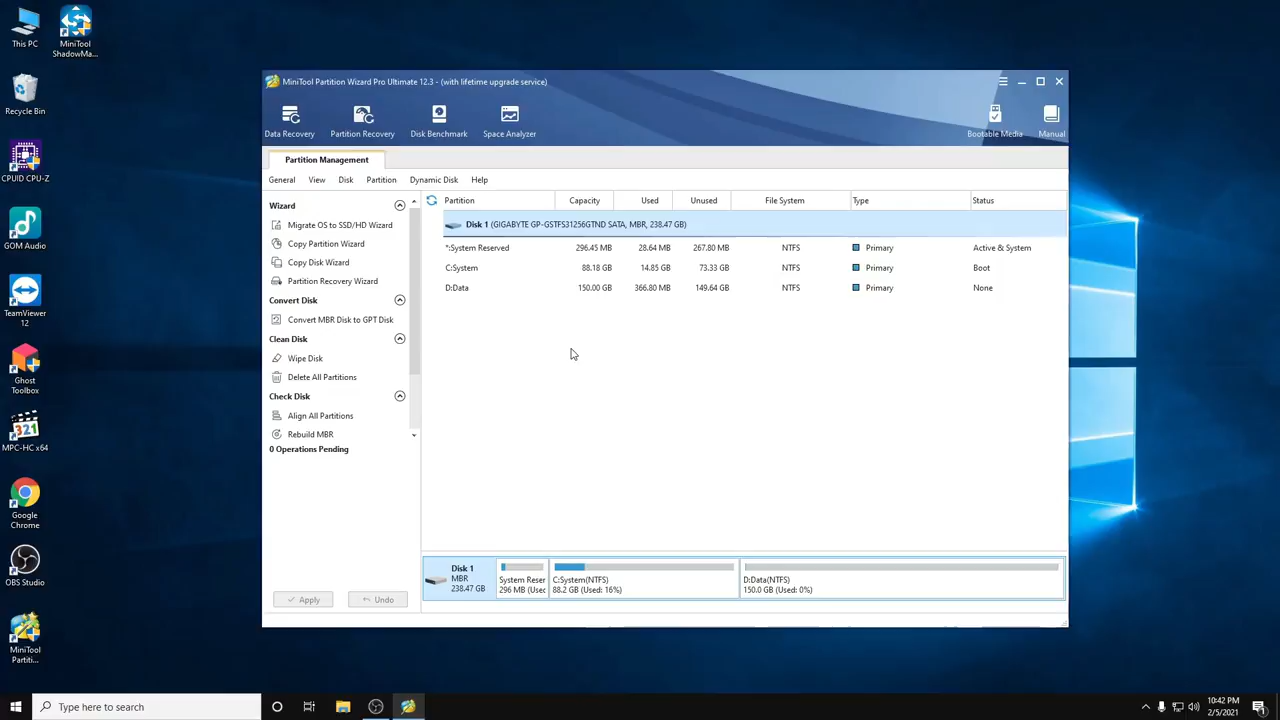 This PC
MiniTool
ShadowMa...
Recycle Bin
CPUID CPU-Z
GOM Audio
TeamViewer
12
Ghost
Toolbox
MPC-HC x64
Google
Chrome
OBS Studio
MiniTool
Partiti...
MiniTool Partition Wizard Pro Ultimate 12.3 - (with lifetime upgrade service)
Data Recovery
Partition Recovery
Disk Benchmark
Space Analyzer
Bootable Media
Manual
Partition Management
General View Disk Partition Dynamic Disk Help
Wizard
Migrate OS to SSD/HD Wizard
Copy Partition Wizard
Copy Disk Wizard
Partition Recovery Wizard
Convert Disk
Convert MBR Disk to GPT Disk
Clean Disk
Wipe Disk
Delete All Partitions
Check Disk
Align All Partitions
Rebuild MBR
0 Operations Pending
Apply
Undo
Partition Capacity Used Unused File System Type Status
Disk 1 (GIGABYTE GP-GSTFS31256GTND SATA, MBR, 238.47 GB)
*:System Reserved 296.45 MB 28.64 MB 267.80 MB NTFS Primary Active & System
C:System 88.18 GB 14.85 GB 73.33 GB NTFS Primary Boot
D:Data 150.00 GB 366.80 MB 149.64 GB NTFS Primary None
Disk 1
MBR
238.47 GB
System Reser
296 MB (Usec
C:System(NTFS)
88.2 GB (Used: 16%)
D:Data(NTFS)
150.0 GB (Used: 0%)
Type here to search
321
12:3
10:42 PM
2/5/2021